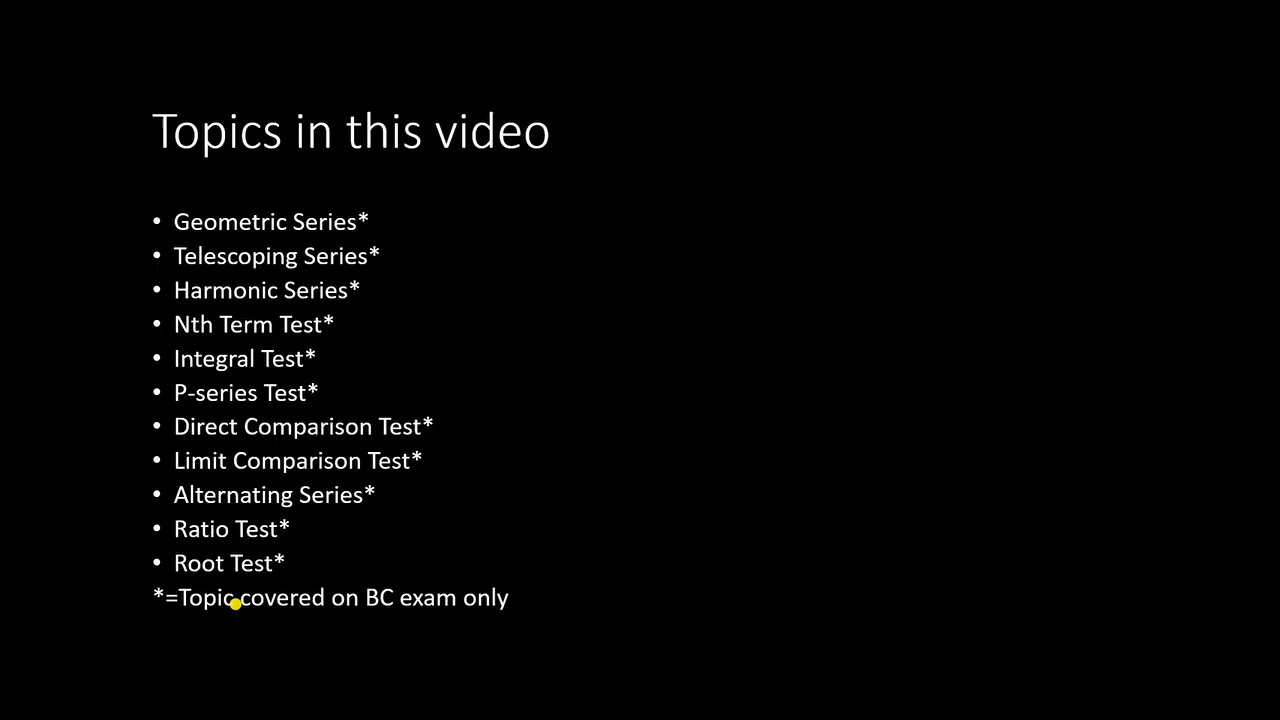 Topics in this video
• Geometric Series*
• Telescoping Series*
• Harmonic Series*
• Nth Term Test*
• Integral Test*
• P-series Test*
• Direct Comparison Test*
• Limit Comparison Test*
• Alternating Series*
• Ratio Test*
• Root Test*
*=Topic covered on BC exam only